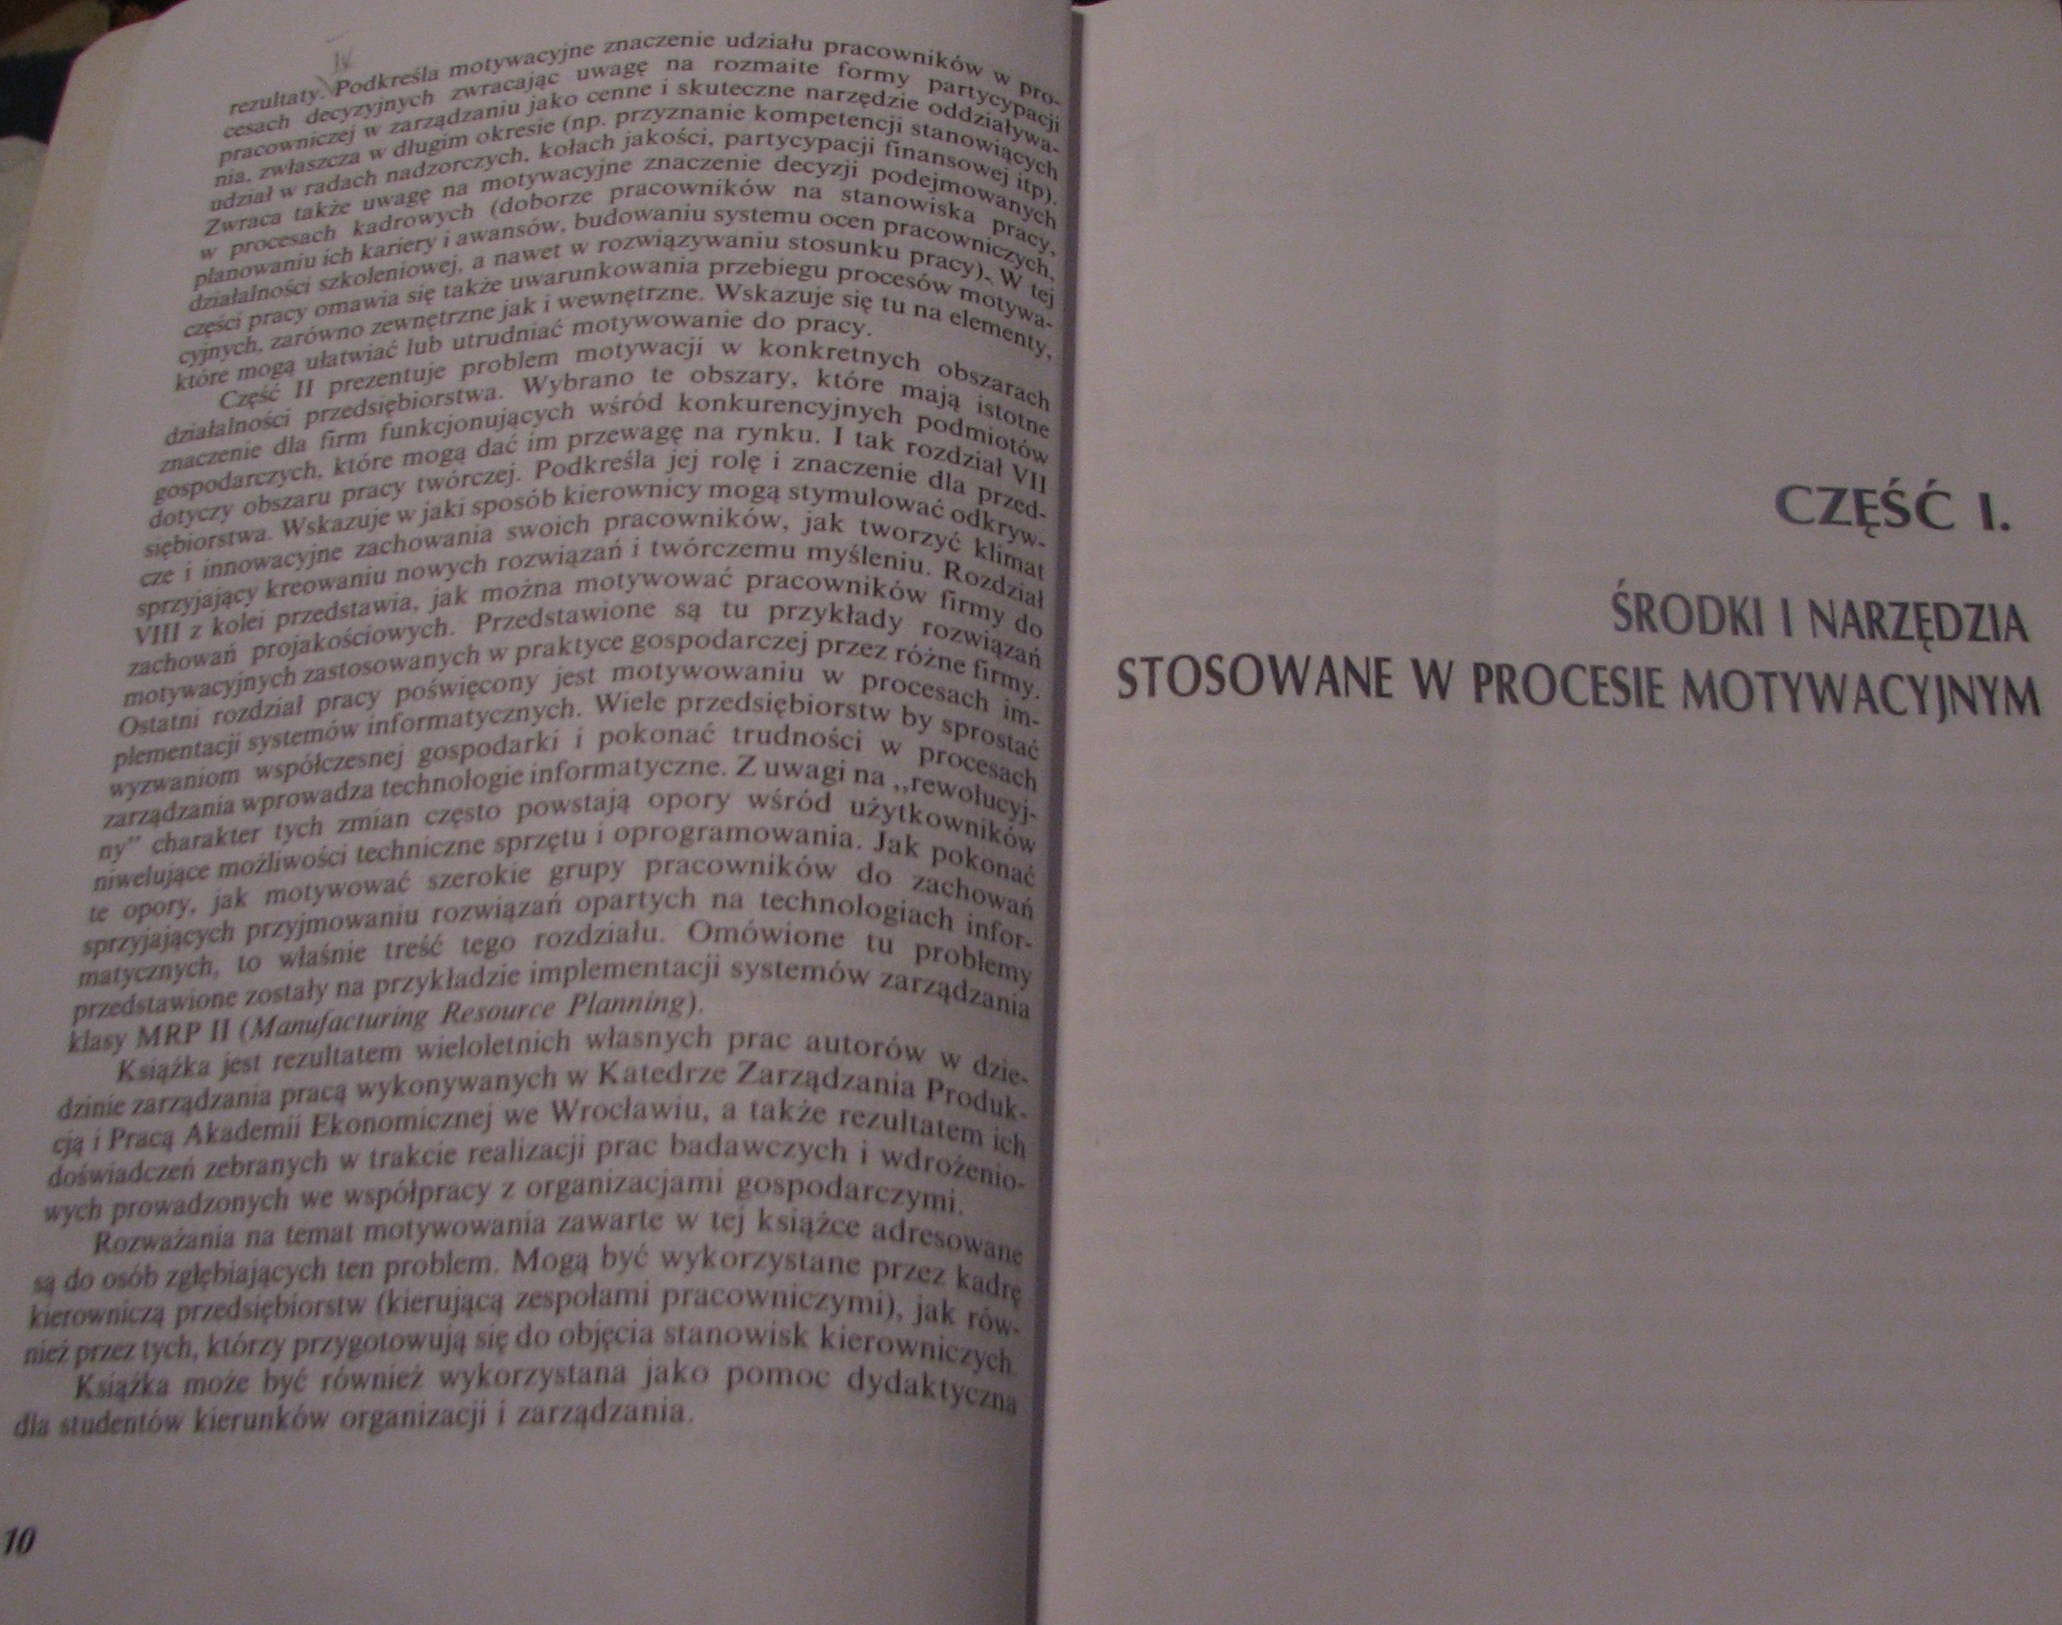 rezultaty. Podkreśla motywacyjne znaczenie udziału pracowników w pro-
cesach decyzyjnych zwracając uwagę na rozmaite formy partycypacji
pracowniczej w zarządzaniu jako cenne i skuteczne narzędzie oddziaływa-
nia, zwłaszcza w długim okresie (np. przyznanie kompetencji stanowiących
udział w radach nadzorczych, kołach jakości, partycypacji finansowej itp).
Zwraca także uwagę na motywacyjne znaczenie decyzji podejmowanych
w procesach kadrowych (doborze pracowników na stanowiska pracy,
planowaniu ich kariery i awansów, budowaniu systemu ocen pracowniczych,
działalności szkoleniowej, a nawet w rozwiązywaniu stosunku pracy). W tej
części pracy omawia się także uwarunkowania przebiegu procesów motywa-
cyjnych, zarówno zewnętrzne jak i wewnętrzne. Wskazuje się tu na elementy,
które mogą ułatwiać lub utrudniać motywowanie do pracy.
Część II prezentuje problem motywacji w konkretnych obszarach
działalności przedsiębiorstwa. Wybrano te obszary, które mają istotne
znaczenie dla firm funkcjonujących wśród konkurencyjnych podmiotów
gospodarczych, które mogą dać im przewagę na rynku. I tak rozdział VII
dotyczy obszaru pracy twórczej. Podkreśla jej rolę i znaczenie dla przed-
siębiorstwa. Wskazuje w jaki sposób kierownicy mogą stymulować odkryw-
cze i innowacyjne zachowania swoich pracowników, jak tworzyć klimat
sprzyjający kreowaniu nowych rozwiązań i twórczemu myśleniu. Rozdział
VIII z kolei przedstawia, jak można motywować pracowników firmy do
zachowań projakościowych. Przedstawione są tu przykłady rozwiązań
motywacyjnych zastosowanych w praktyce gospodarczej przez różne firmy.
Ostatni rozdział pracy poświęcony jest motywowaniu w procesach im-
plementacji systemów informatycznych. Wiele przedsiębiorstw by sprostać
wyzwaniom współczesnej gospodarki i pokonać trudności w procesach
zarządzania wprowadza technologie informatyczne. Z uwagi na ,,rewolucyj-
ny" charakter tych zmian często powstają opory wśród użytkowników
niwelujące możliwości techniczne sprzętu i oprogramowania. Jak pokonać
te opory, jak motywować szerokie grupy pracowników do zachowań
sprzyjających przyjmowaniu rozwiązań opartych na technologiach infor-
matycznych, to właśnie treść tego rozdziału. Omówione tu problemy
przedstawione zostały na przykładzie implementacji systemów zarządzania
klasy MRP II (Manufacturing Resource Planning).
Książka jest rezultatem wieloletnich własnych prac autorów w dzie-
dzinie zarządzania pracą wykonywanych w Katedrze Zarządzania Produk-
cją i Pracą Akademii Ekonomicznej we Wrocławiu, a także rezultatem ich
doświadczeń zebranych w trakcie realizacji prac badawczych i wdrożenio-
wych prowadzonych we współpracy z organizacjami gospodarczymi.
Rozważania na temat motywowania zawarte w tej książce adresowane
są do osób zgłębiających ten problem. Mogą być wykorzystane przez kadrę
kierowniczą przedsiębiorstw (kierującą zespołami pracowniczymi), jak rów-
nież przez tych, którzy przygotowują się do objęcia stanowisk kierowniczych.
Książka może być również wykorzystana jako pomoc dydaktyczna
dla studentów kierunków organizacji i zarządzania.
10
CZĘŚĆ I.
ŚRODKI I NARZĘDZIA
STOSOWANE W PROCESIE MOTYWACYJNYM